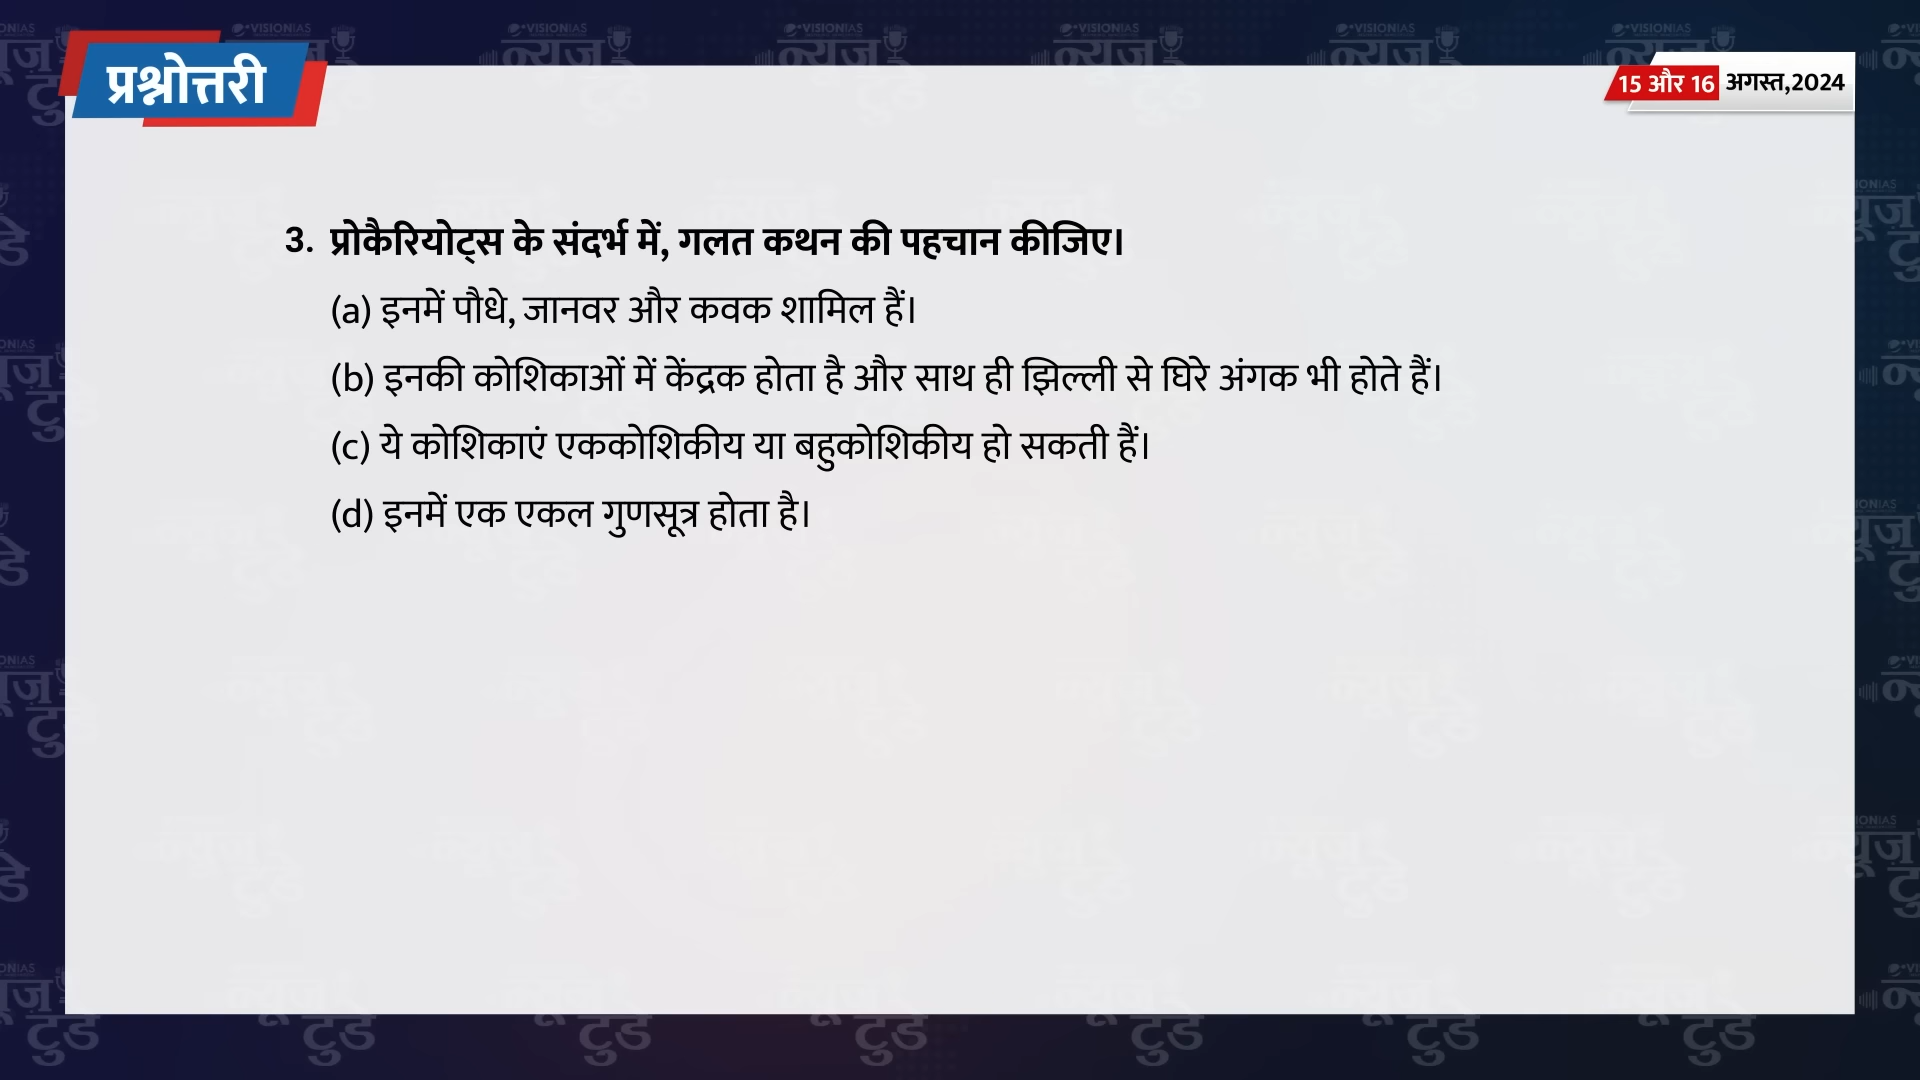 प्रश्नोत्तरी
15 और 16 अगस्त,2024
3. प्रोकैरियोट्स के संदर्भ में, गलत कथन की पहचान कीजिए।
(a) इनमें पौधे, जानवर और कवक शामिल हैं।
(b) इनकी कोशिकाओं में केंद्रक होता है और साथ ही झिल्ली से घिरे अंगक भी होते हैं।
(c) ये कोशिकाएं एककोशिकीय या बहुकोशिकीय हो सकती हैं।
(d) इनमें एक एकल गुणसूत्र होता है।